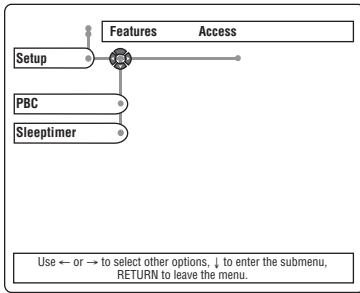 Features Access
Setup
PBC
Sleeptimer
Use ← or → to select other options, ↓ to enter the submenu,
RETURN to leave the menu.